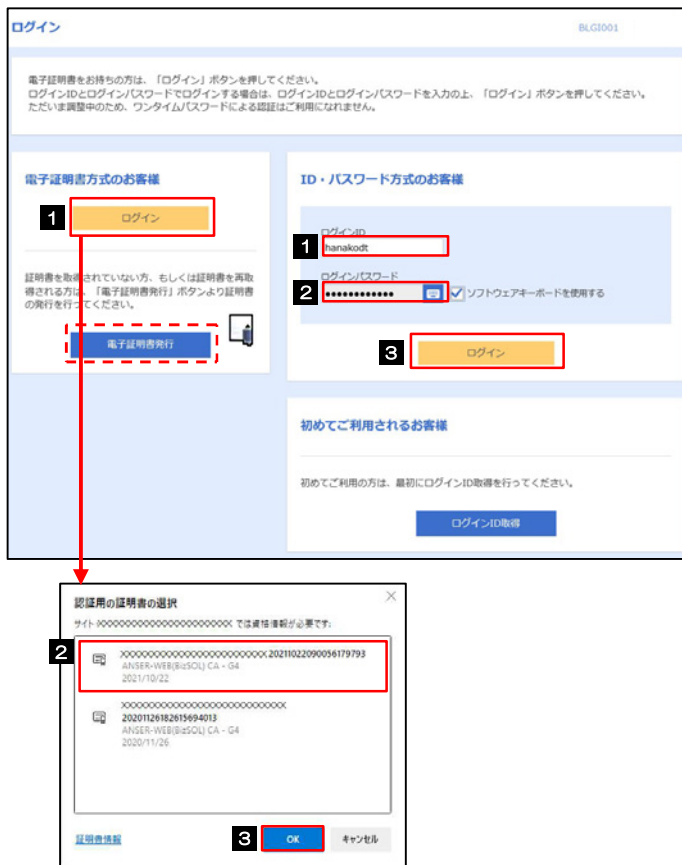 ログイン
BLGI001
電子証明書をお持ちの方は、「ログイン」ボタンを押してください。
ログインIDとログインパスワードでログインする場合は、ログインIDとログインパスワードを入力の上、「ログイン」ボタンを押してください。
ただいま調整中のため、ワンタイムパスワードによる認証はご利用になれません。
電子証明書方式のお客様
1
ログイン
証明書を取得されていない方、もしくは証明書を再取
得される方は、「電子証明書発行」ボタンより証明書
の発行を行ってください。
電子証明書発行
ID・パスワード方式のお客様
ログインID
1
hanakodt
ログインパスワード
2
●●●●●●●●●●●●
ソフトウェアキーボードを使用する
3
ログイン
初めてご利用されるお客様
初めてご利用の方は、最初にログインID取得を行ってください。
ログインID取得
認証用の証明書の選択
サイト XXXXXXXXXXXXXXXXXXXXXXXX では資格情報が必要です:
2
XXXXXXXXXXXXXXXXXXXXXXXXXX 20211022090056179793
ANSER-WEB(BizSOL) CA - G4
2021/10/22
XXXXXXXXXXXXXXXXXXXXXXXXXXXXX
20201126182615694013
ANSER-WEB(BizSOL) CA - G4
2020/11/26
証明書情報
3
OK
キャンセル